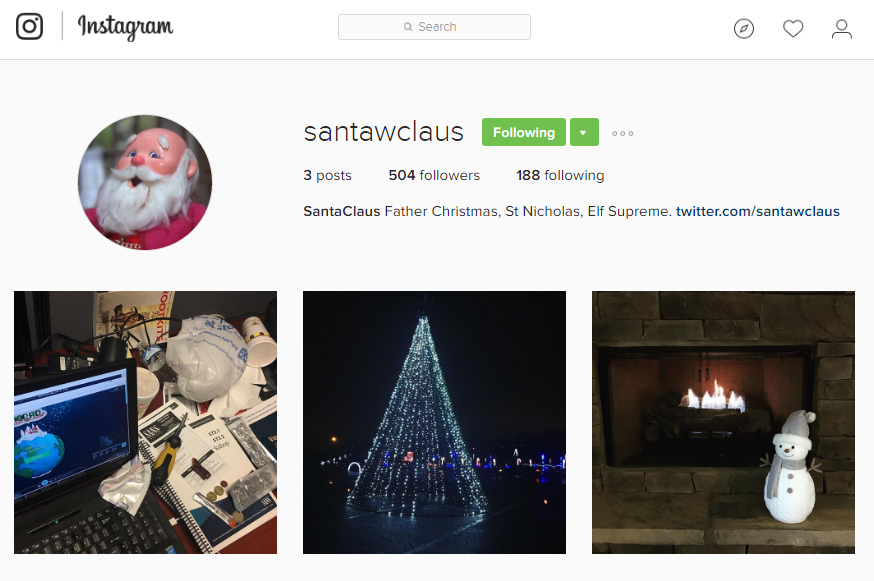 Instagram
Search
santawclaus Following
3 posts 504 followers 188 following
SantaClaus Father Christmas, St Nicholas, Elf Supreme. twitter.com/santawclaus